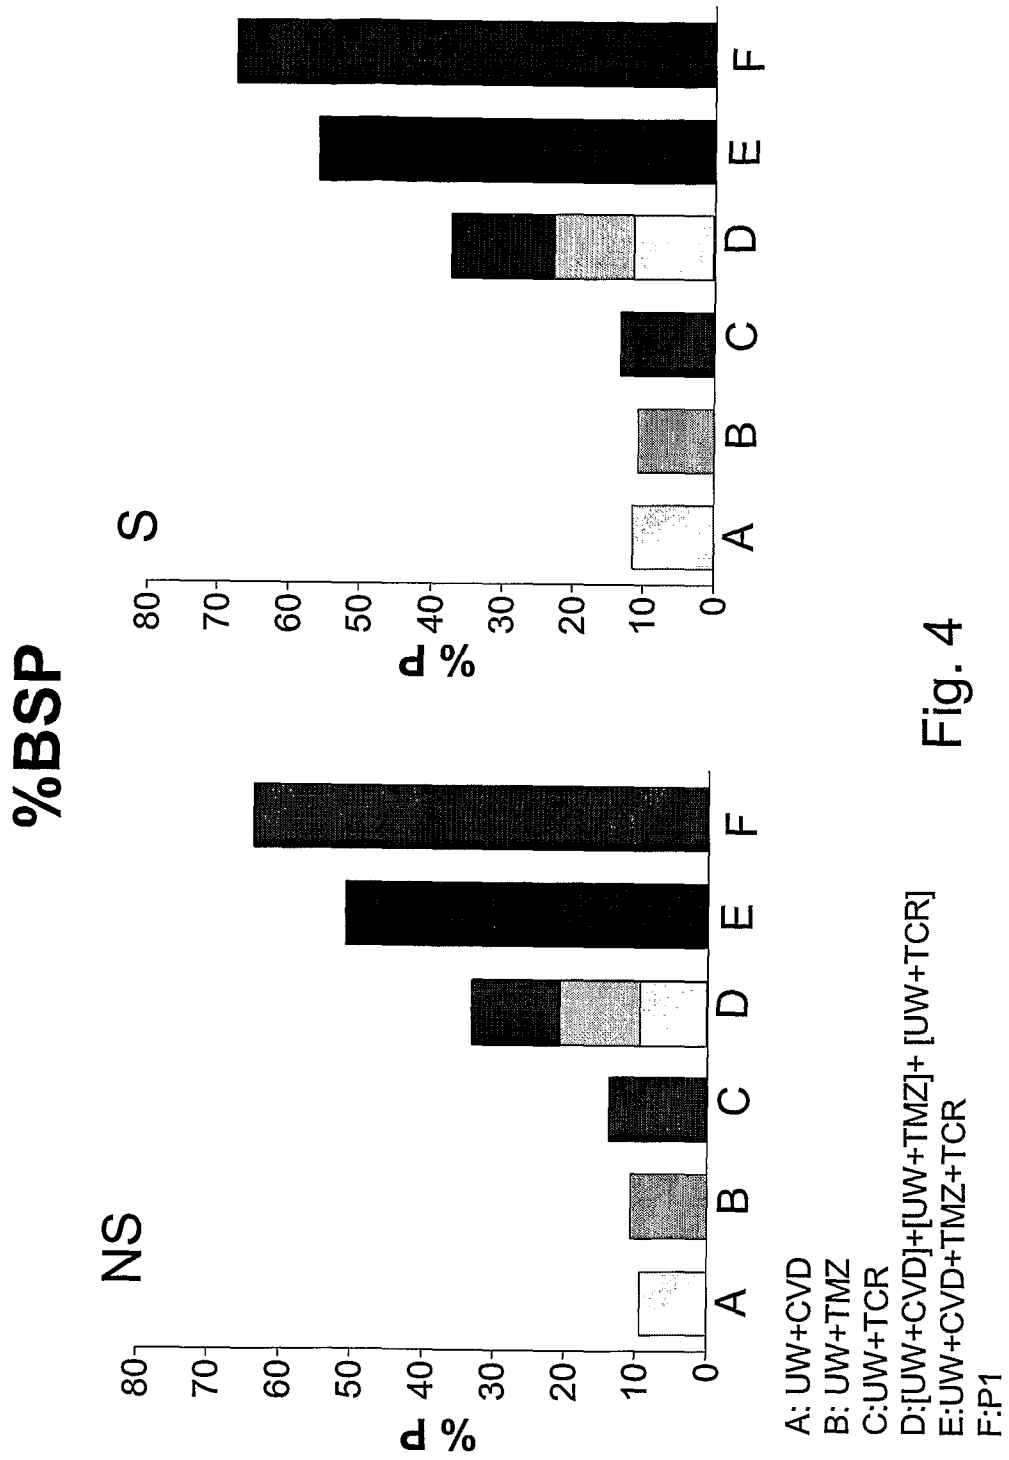 %BSP
NS
% P
80
70
60
50
40
30
20
10
0
A B C D E F
S
% P
80
70
60
50
40
30
20
10
0
A B C D E F
A: UW+CVD
B: UW+TMZ
C:UW+TCR
D:[UW+CVD]+[UW+TMZ]+ [UW+TCR]
E:UW+CVD+TMZ+TCR
F:P1
Fig. 4